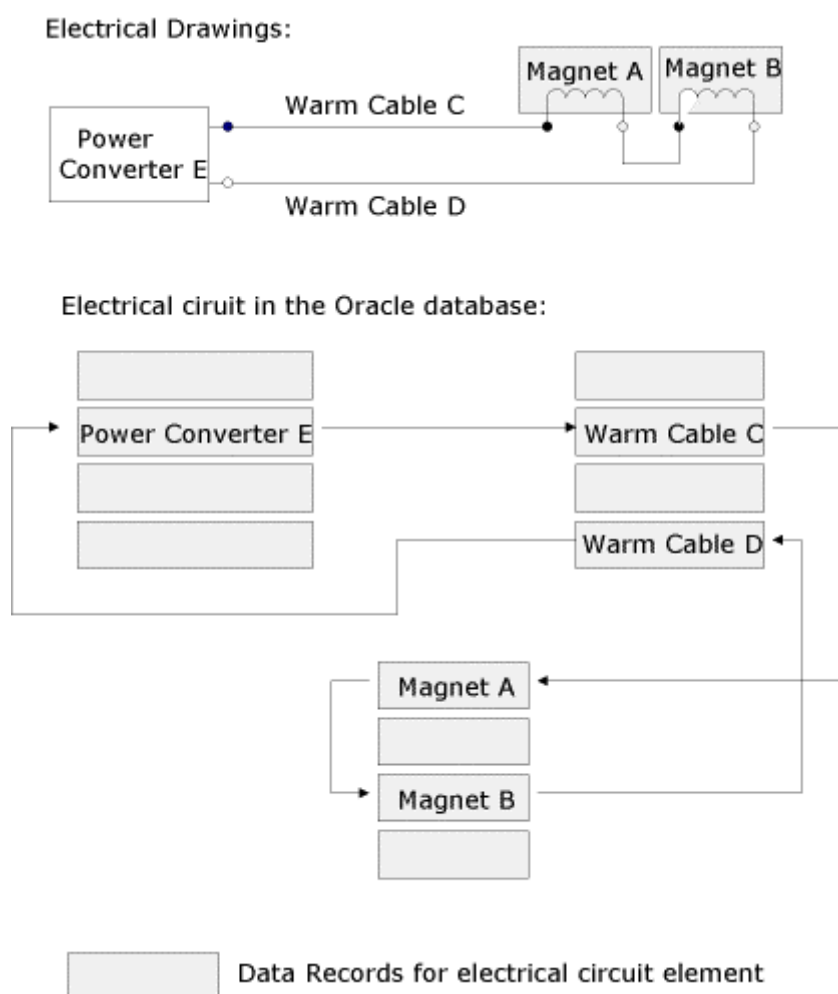 Electrical Drawings:
Magnet A
Magnet B
Warm Cable C
Power
Converter E
Warm Cable D
Electrical ciruit in the Oracle database:
Power Converter E
Warm Cable C
Warm Cable D
Magnet A
Magnet B
Data Records for electrical circuit element